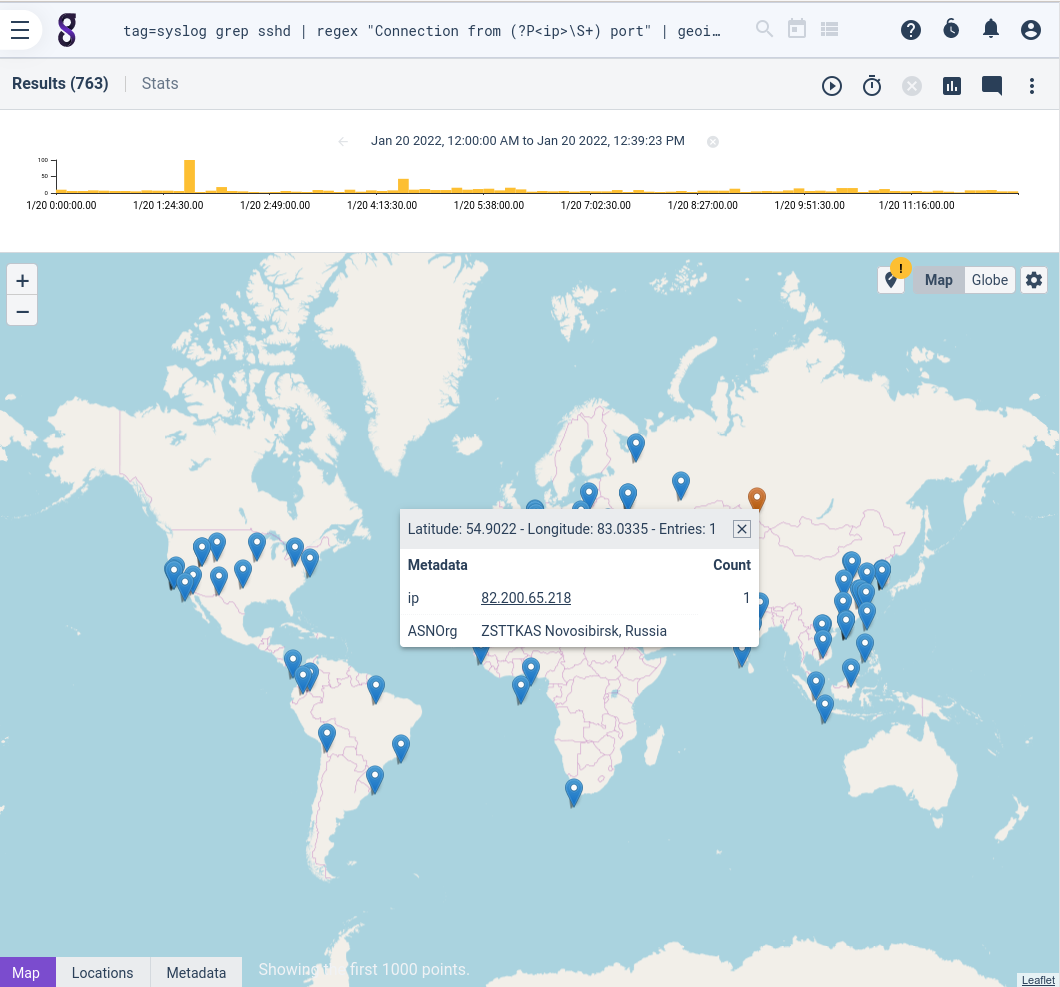 tag=syslog grep sshd | regex "Connection from (?P<ip>\S+) port" | geoi…
Results (763)
Stats
Jan 20 2022, 12:00:00 AM to Jan 20 2022, 12:39:23 PM
100
50
0
1/20 0:00:00.00 1/20 1:24:30.00 1/20 2:49:00.00 1/20 4:13:30.00 1/20 5:38:00.00 1/20 7:02:30.00 1/20 8:27:00.00 1/20 9:51:30.00 1/20 11:16:00.00
+
−
!
Map Globe
Latitude: 54.9022 - Longitude: 83.0335 - Entries: 1
Metadata Count
ip 82.200.65.218 1
ASNOrg ZSTTKAS Novosibirsk, Russia
Map Locations Metadata
Showing the first 1000 points.
Leaflet